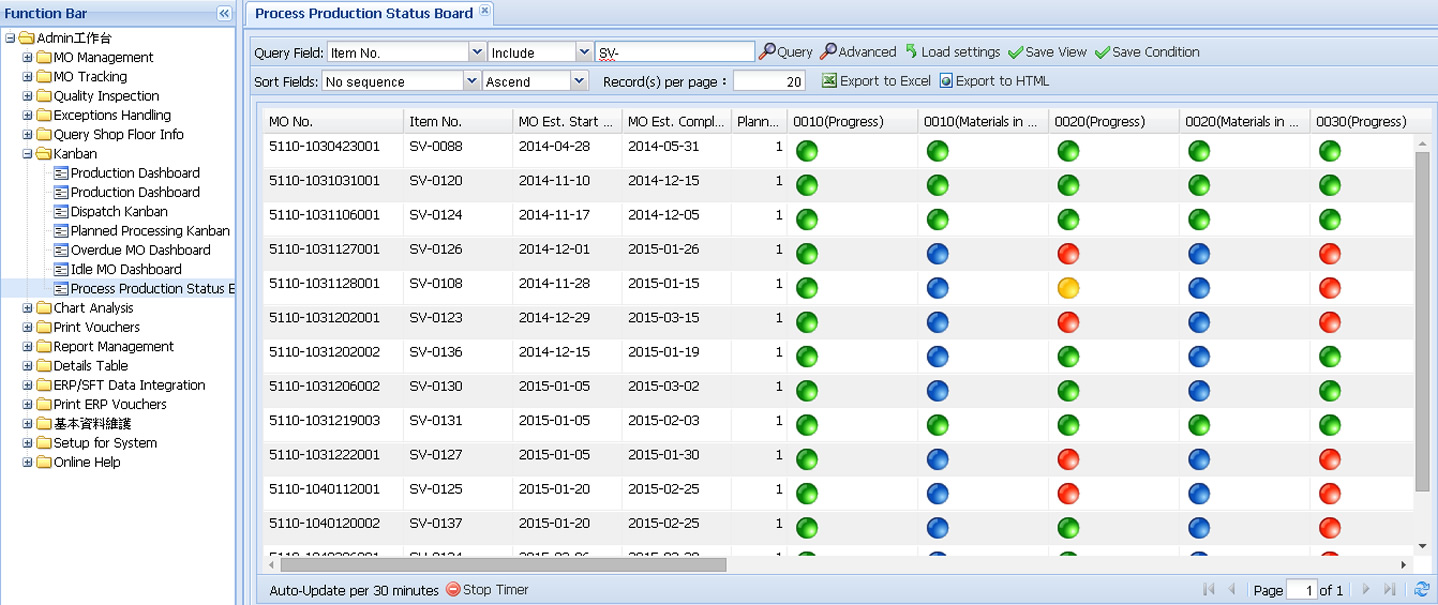 Function Bar
Admin工作台
MO Management
MO Tracking
Quality Inspection
Exceptions Handling
Query Shop Floor Info
Kanban
Production Dashboard
Production Dashboard
Dispatch Kanban
Planned Processing Kanban
Overdue MO Dashboard
Idle MO Dashboard
Process Production Status E
Chart Analysis
Print Vouchers
Report Management
Details Table
ERP/SFT Data Integration
Print ERP Vouchers
基本資料維護
Setup for System
Online Help
Process Production Status Board
Query Field: Item No. Include SV- Query Advanced Load settings Save View Save Condition
Sort Fields: No sequence Ascend Record(s) per page : 20 Export to Excel Export to HTML
MO No. Item No. MO Est. Start ... MO Est. Compl... Plann... 0010(Progress) 0010(Materials in ... 0020(Progress) 0020(Materials in ... 0030(Progress)
5110-1030423001 SV-0088 2014-04-28 2014-05-31 1
5110-1031031001 SV-0120 2014-11-10 2014-12-15 1
5110-1031106001 SV-0124 2014-11-17 2014-12-05 1
5110-1031127001 SV-0126 2014-12-01 2015-01-26 1
5110-1031128001 SV-0108 2014-11-28 2015-01-15 1
5110-1031202001 SV-0123 2014-12-29 2015-03-15 1
5110-1031202002 SV-0136 2014-12-15 2015-01-19 1
5110-1031206002 SV-0130 2015-01-05 2015-03-02 1
5110-1031219003 SV-0131 2015-01-05 2015-02-03 1
5110-1031222001 SV-0127 2015-01-05 2015-01-30 1
5110-1040112001 SV-0125 2015-01-20 2015-02-25 1
5110-1040120002 SV-0137 2015-01-20 2015-02-25 1
Auto-Update per 30 minutes Stop Timer Page 1 of 1